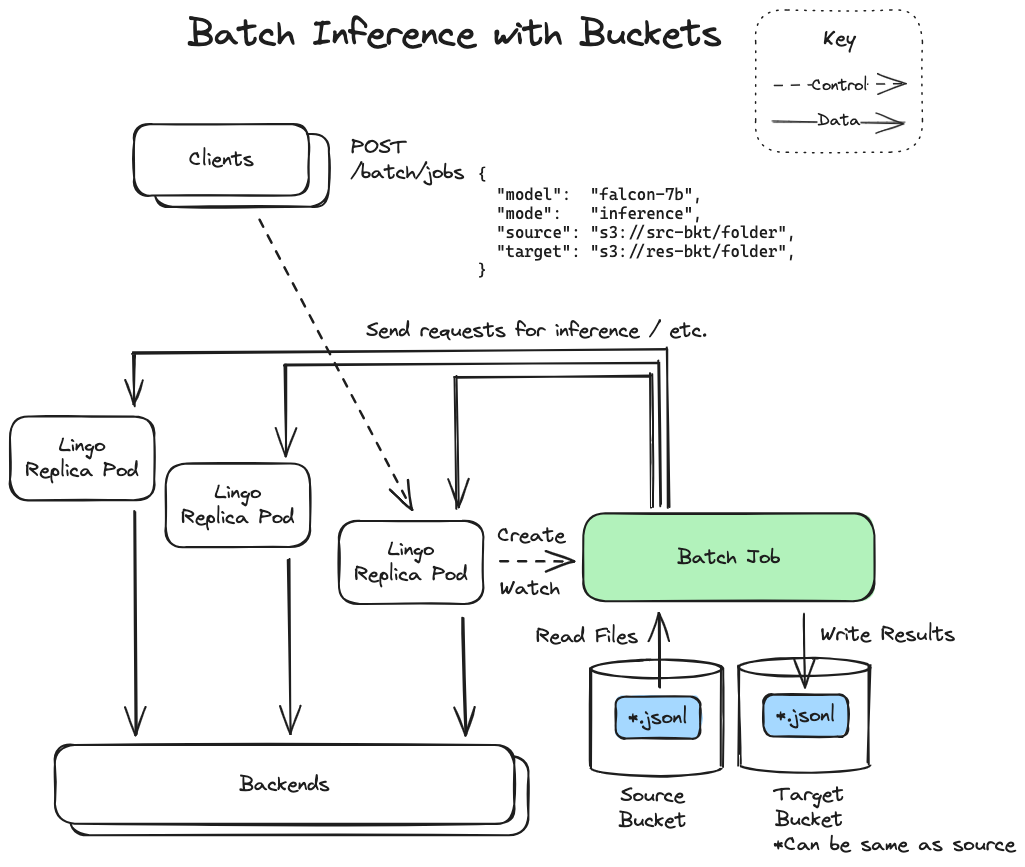 Batch Inference with Buckets
Key
Control
Data
Clients
POST
/batch/jobs {
"model":  "falcon-7b",
"mode":   "inference",
"source": "s3://src-bkt/folder",
"target": "s3://res-bkt/folder",
}
Send requests for inference / etc.
Lingo
Replica Pod
Lingo
Replica Pod
Lingo
Replica Pod
Create
Watch
Batch Job
Read Files
Write Results
*.jsonl
*.jsonl
Backends
Source
Bucket
Target
Bucket
*Can be same as source